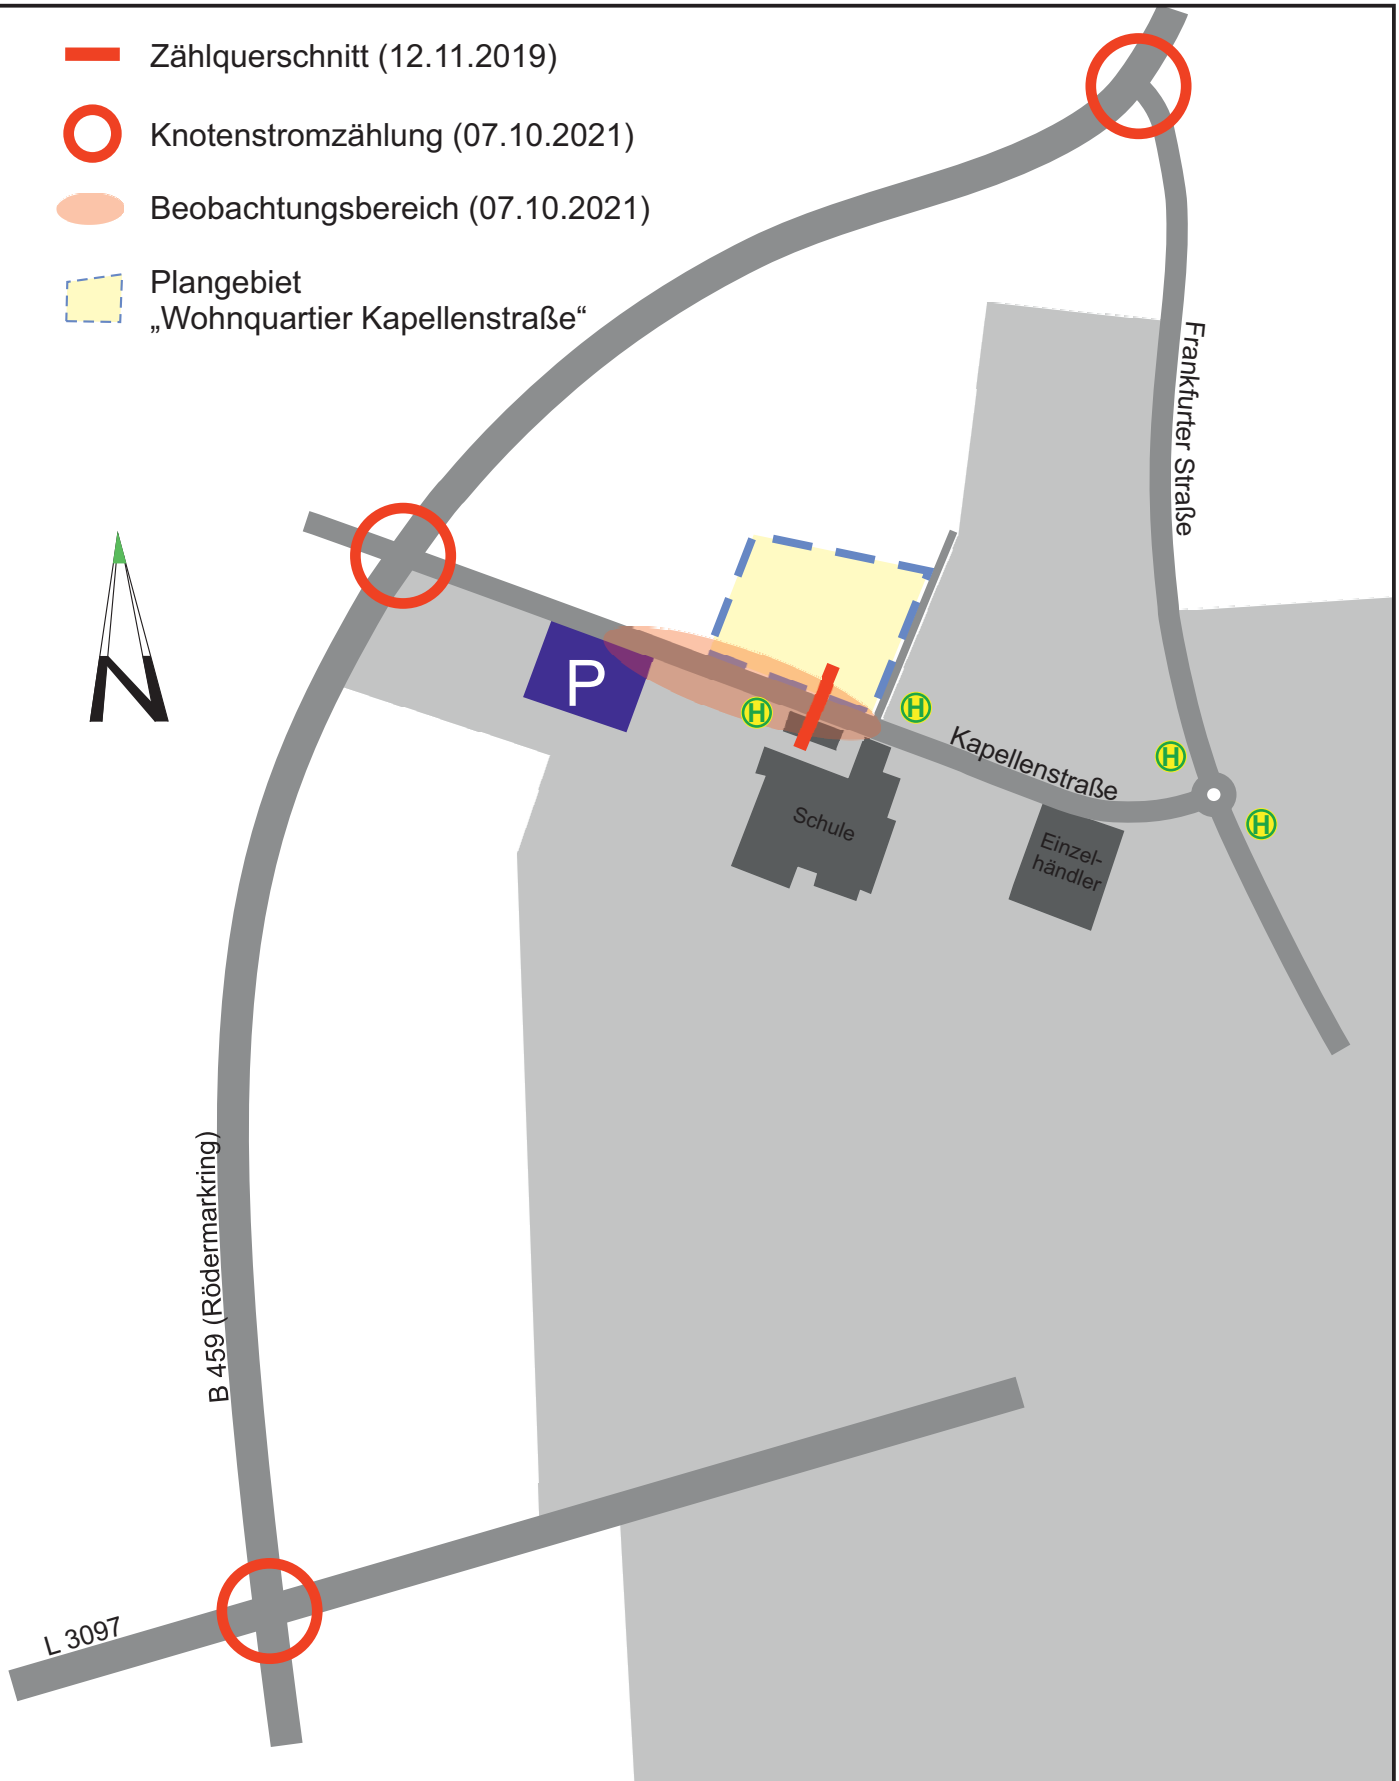 Zählquerschnitt (12.11.2019)
Knotenstromzählung (07.10.2021)
Beobachtungsbereich (07.10.2021)
Plangebiet
„Wohnquartier Kapellenstraße“
Frankfurter Straße
N
P
H
H
Kapellenstraße
H
H
Schule
Einzel-
händler
B 459 (Rödermarkring)
L 3097